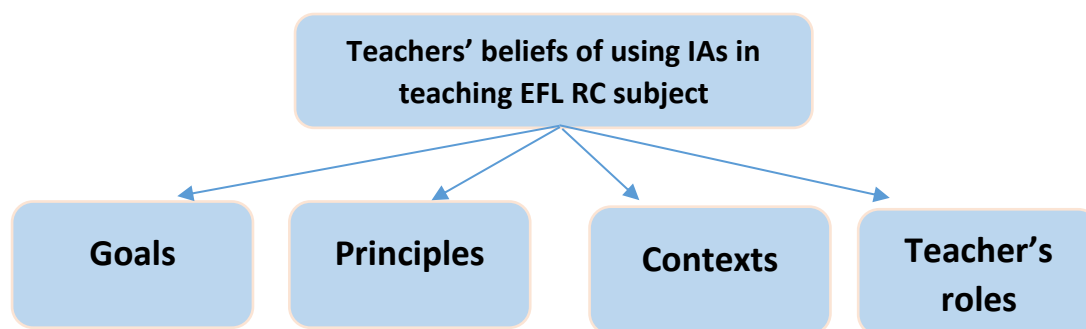 Teachers’ beliefs of using IAs in
teaching EFL RC subject
Goals
Principles
Contexts
Teacher’s
roles